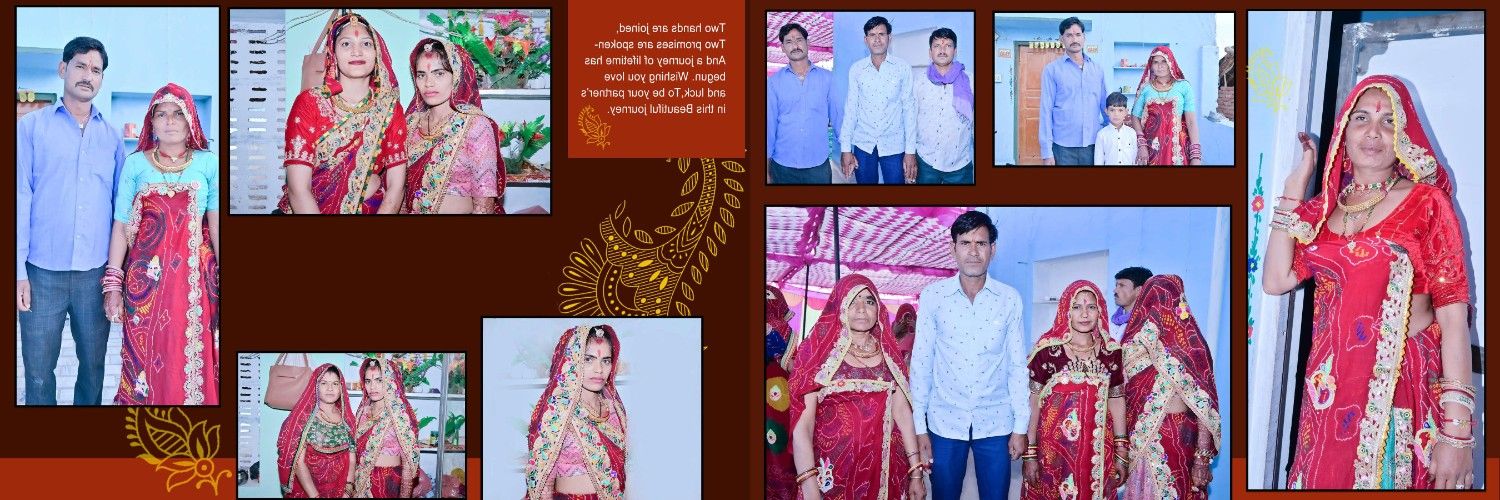 Two hands are joined,
Two promises are spoken-
And a journey of lifetime has
begun. Wishing you love
and luck,To be your partner's
in this Beautiful journey.